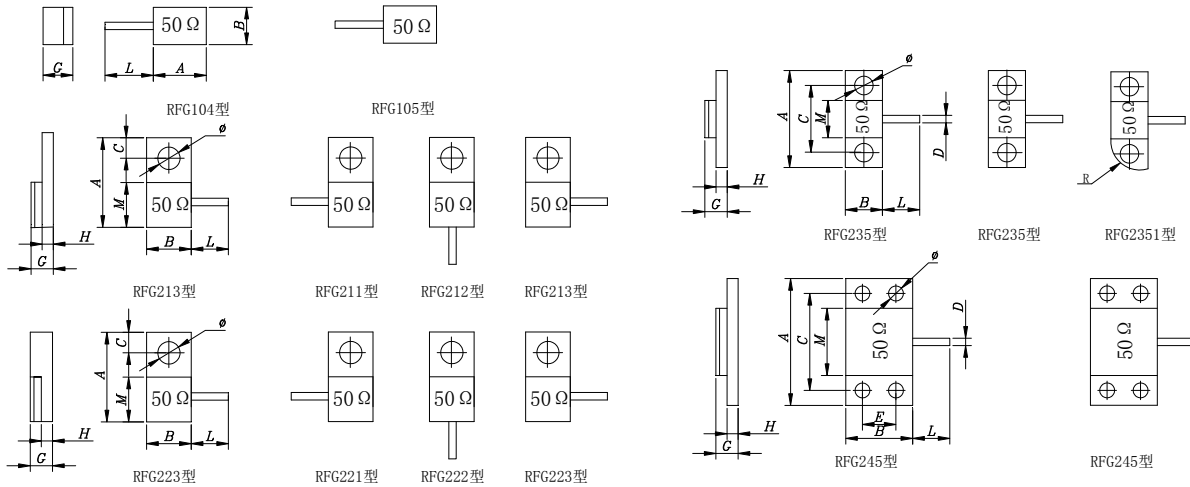 G
L
50 Ω
A
B
RFG104型
50 Ω
RFG105型
A
C
M
ø
50 Ω
B
L
H
G
RFG213型
50 Ω
RFG211型
50 Ω
RFG212型
50 Ω
RFG213型
A
C
M
ø
50 Ω
B
L
H
G
RFG223型
50 Ω
RFG221型
50 Ω
RFG222型
50 Ω
RFG223型
A
C
M
ø
50 Ω
D
H
G
B
L
RFG235型
50 Ω
RFG235型
50 Ω
R
RFG2351型
A
C
M
ø
50 Ω
D
E
H
G
B
L
RFG245型
50 Ω
RFG245型